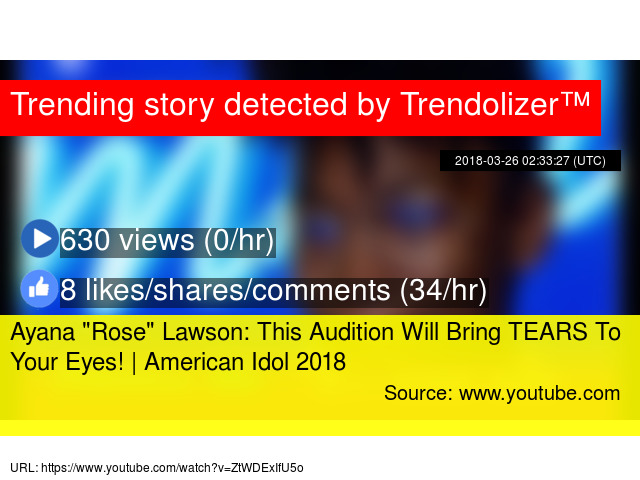 Trending story detected by Trendolizer™
2018-03-26 02:33:27 (UTC)
630 views (0/hr)
8 likes/shares/comments (34/hr)
Ayana "Rose" Lawson: This Audition Will Bring TEARS To
Your Eyes! | American Idol 2018
Source: www.youtube.com
URL: https://www.youtube.com/watch?v=ZtWDExIfU5o